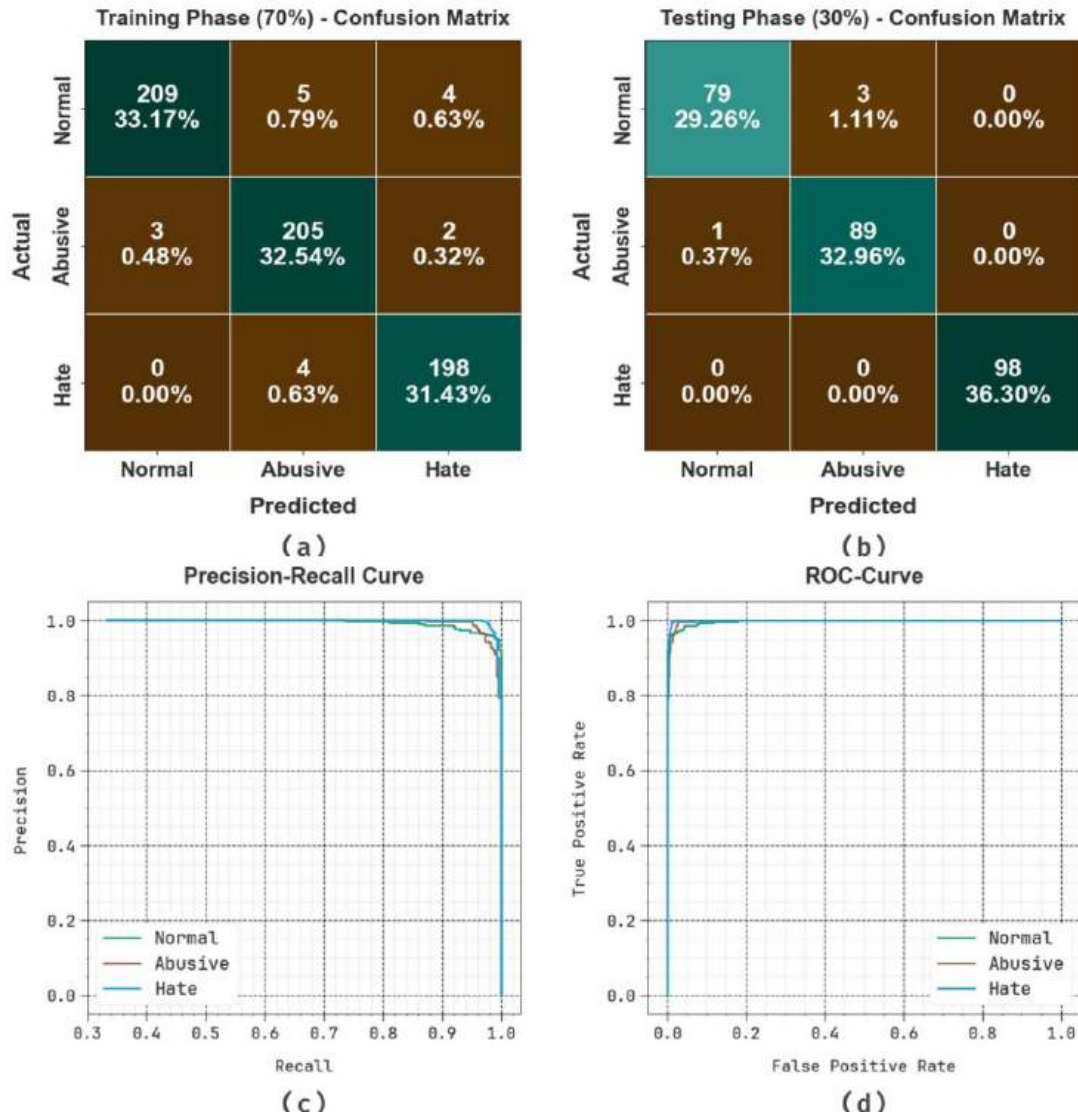 Training Phase (70%) - Confusion Matrix
Normal
209 5 4
33.17% 0.79% 0.63%
Actual
Abusive
3 205 2
0.48% 32.54% 0.32%
Hate
0 4 198
0.00% 0.63% 31.43%
Normal Abusive Hate
Predicted
(a)
Testing Phase (30%) - Confusion Matrix
Normal
79 3 0
29.26% 1.11% 0.00%
Actual
Abusive
1 89 0
0.37% 32.96% 0.00%
Hate
0 0 98
0.00% 0.00% 36.30%
Normal Abusive Hate
Predicted
(b)
Precision-Recall Curve
Precision
1.0
0.8
0.6
0.4
0.2
0.0
Normal
Abusive
Hate
0.3 0.4 0.5 0.6 0.7 0.8 0.9 1.0
Recall
(c)
ROC-Curve
True Positive Rate
1.0
0.8
0.6
0.4
0.2
0.0
Normal
Abusive
Hate
0.0 0.2 0.4 0.6 0.8 1.0
False Positive Rate
(d)